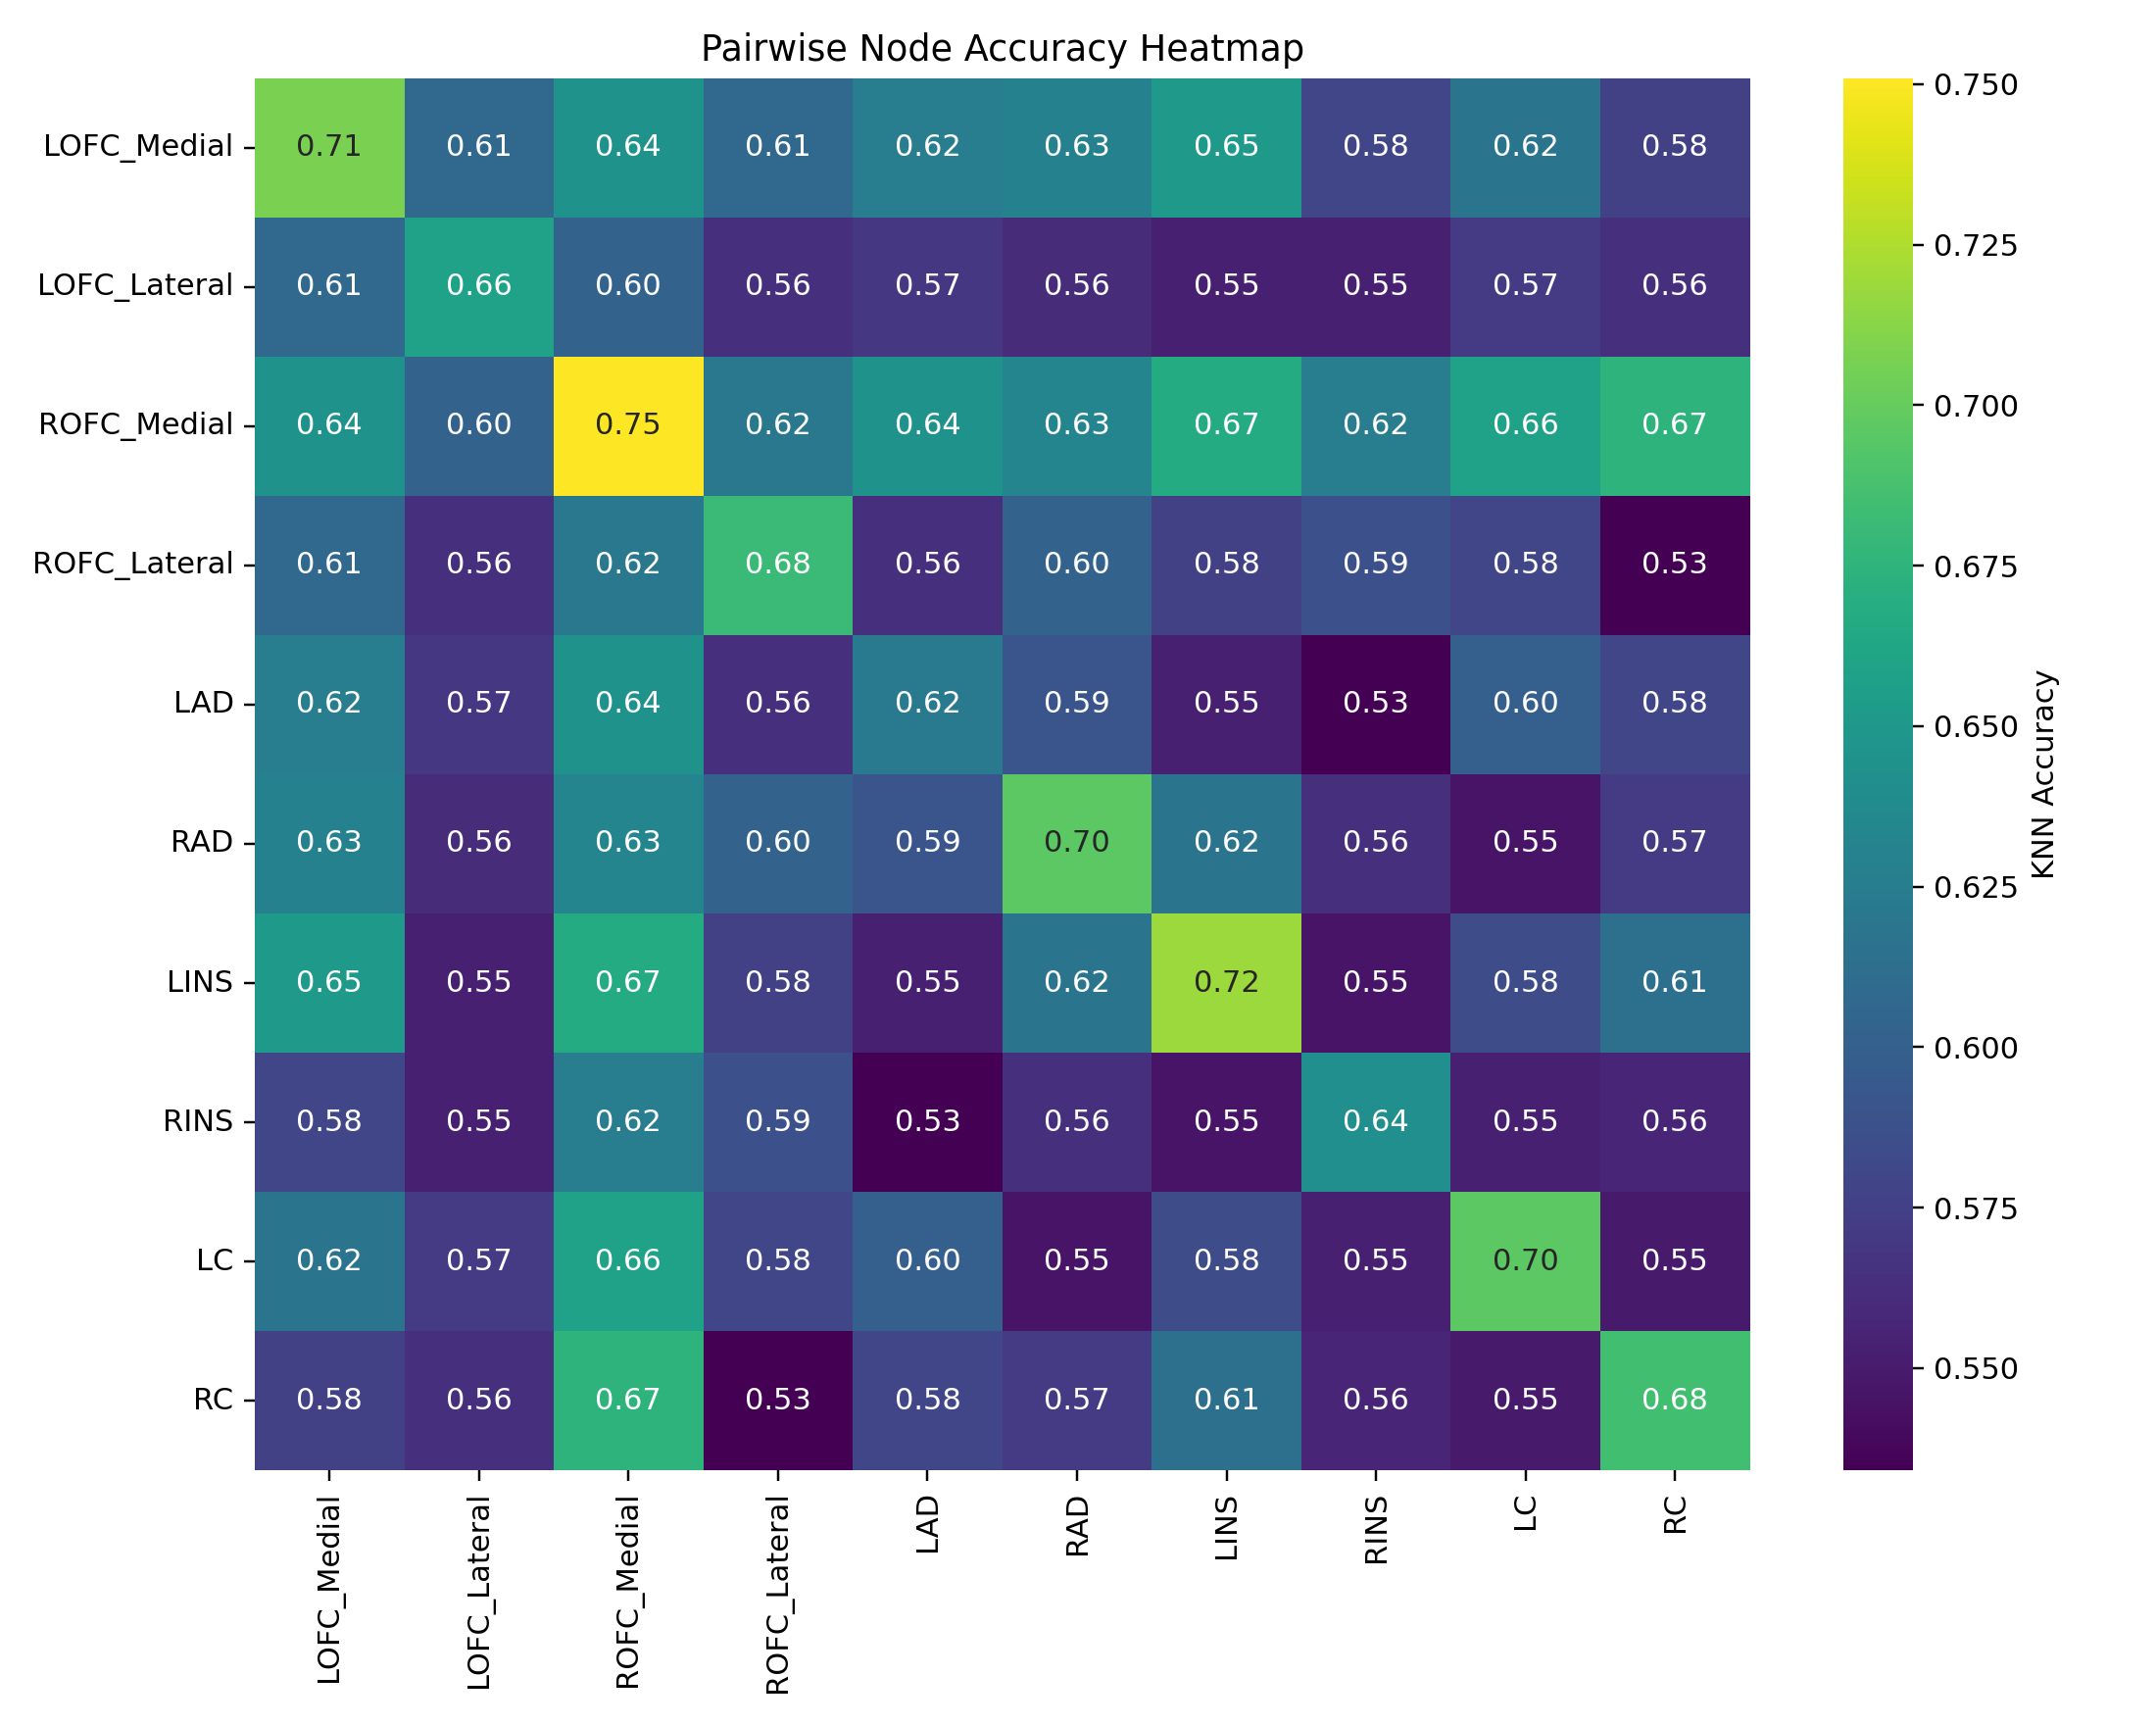 Pairwise Node Accuracy Heatmap
LOFC_Medial 0.71 0.61 0.64 0.61 0.62 0.63 0.65 0.58 0.62 0.58
LOFC_Lateral 0.61 0.66 0.60 0.56 0.57 0.56 0.55 0.55 0.57 0.56
ROFC_Medial 0.64 0.60 0.75 0.62 0.64 0.63 0.67 0.62 0.66 0.67
ROFC_Lateral 0.61 0.56 0.62 0.68 0.56 0.60 0.58 0.59 0.58 0.53
LAD 0.62 0.57 0.64 0.56 0.62 0.59 0.55 0.53 0.60 0.58
RAD 0.63 0.56 0.63 0.60 0.59 0.70 0.62 0.56 0.55 0.57
LINS 0.65 0.55 0.67 0.58 0.55 0.62 0.72 0.55 0.58 0.61
RINS 0.58 0.55 0.62 0.59 0.53 0.56 0.55 0.64 0.55 0.56
LC 0.62 0.57 0.66 0.58 0.60 0.55 0.58 0.55 0.70 0.55
RC 0.58 0.56 0.67 0.53 0.58 0.57 0.61 0.56 0.55 0.68
LOFC_Medial LOFC_Lateral ROFC_Medial ROFC_Lateral LAD RAD LINS RINS LC RC
0.750
0.725
0.700
0.675
0.650
0.625
0.600
0.575
0.550
KNN Accuracy